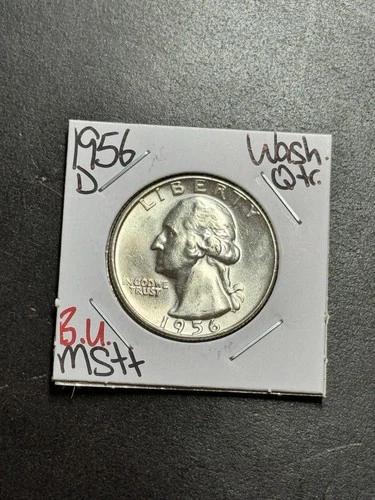 1956
D
Wash.
Qtr.
LIBERTY
IN GOD WE
TRUST
1956
B.U.
MS++